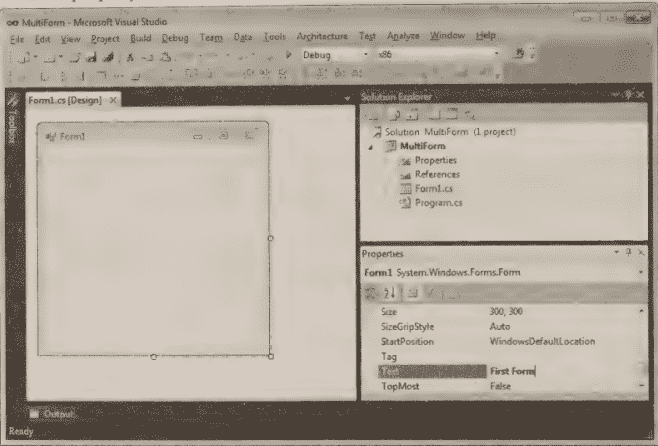 MultiForm - Microsoft Visual Studio
File Edit View Project Build Debug Team Data Tools Architecture Test Analyze Window Help
Debug x86
Form1.cs [Design]
Toolbox
Form1
Solution Explorer
Solution MultiForm (1 project)
MultiForm
Properties
References
Form1.cs
Program.cs
Properties
Form1 System.Windows.Forms.Form
Size 300, 300
SizeGripStyle Auto
StartPosition WindowsDefaultLocation
Tag
Text First Form
TopMost False
Output
Ready